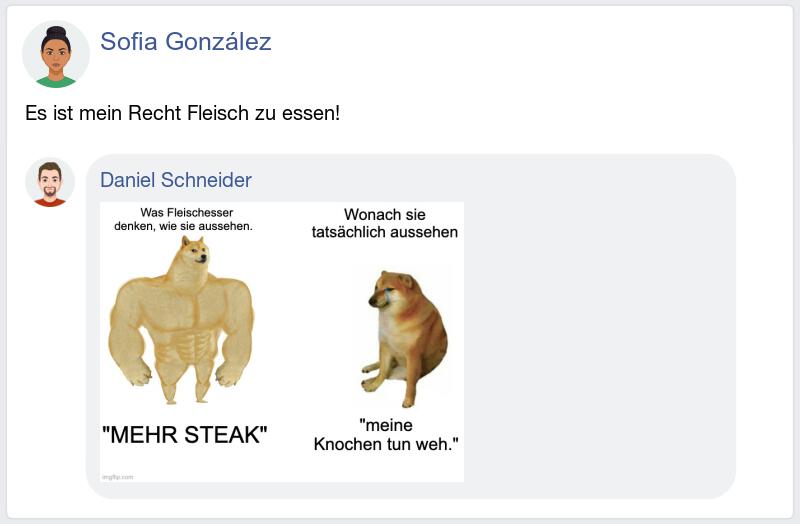 Sofia González
Es ist mein Recht Fleisch zu essen!
Daniel Schneider
Was Fleischesser
denken, wie sie aussehen.
Wonach sie
tatsächlich aussehen
"MEHR STEAK"
"meine
Knochen tun weh."
imgflip.com